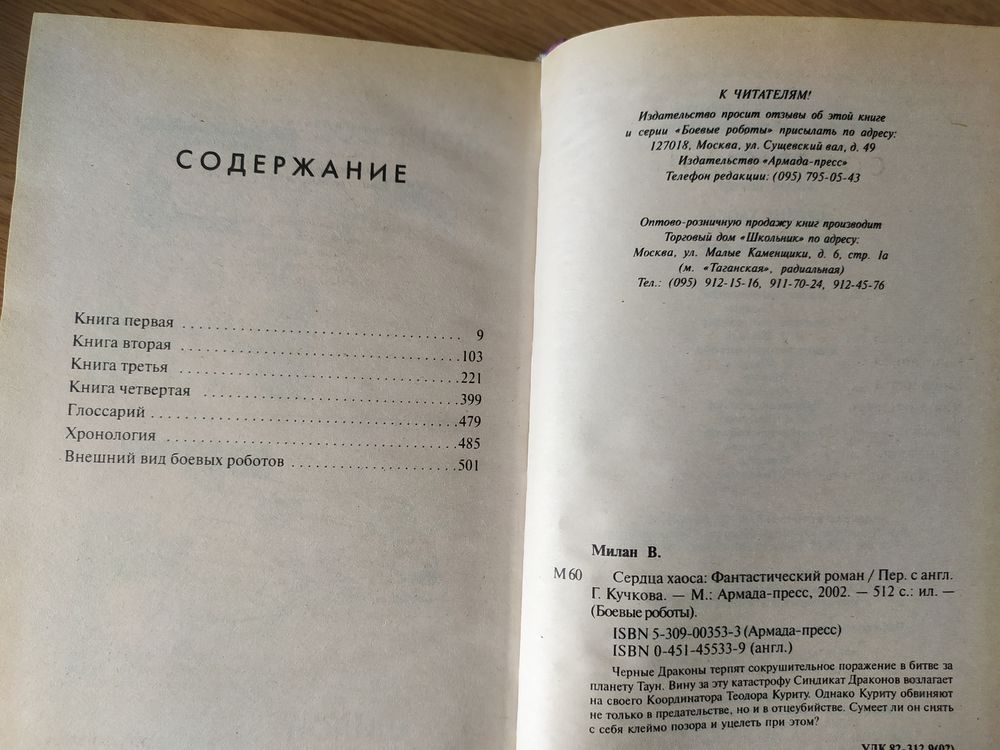 СОДЕРЖАНИЕ
Книга первая 9
Книга вторая 103
Книга третья 221
Книга четвертая 399
Глоссарий 479
Хронология 485
Внешний вид боевых роботов 501
К ЧИТАТЕЛЯМ!
Издательство просит отзывы об этой книге
и серии «Боевые роботы» присылать по адресу:
127018, Москва, ул. Сущевский вал, д. 49
Издательство «Армада-пресс»
Телефон редакции: (095) 795-05-43
Оптово-розничную продажу книг производит
Торговый дом «Школьник» по адресу:
Москва, ул. Малые Каменщики, д. 6, стр. 1а
(м. «Таганская», радиальная)
Тел.: (095) 912-15-16, 911-70-24, 912-45-76
Милан В.
М60 Сердца хаоса: Фантастический роман / Пер. с англ.
Г. Кучкова. — М.: Армада-пресс, 2002. — 512 с.: ил. —
(Боевые роботы).
ISBN 5-309-00353-3 (Армада-пресс)
ISBN 0-451-45533-9 (англ.)
Черные Драконы терпят сокрушительное поражение в битве за
планету Таун. Вину за эту катастрофу Синдикат Драконов возлагает
на своего Координатора Теодора Куриту. Однако Куриту обвиняют
не только в предательстве, но и в отцеубийстве. Сумеет ли он снять
с себя клеймо позора и уцелеть при этом?
УДК 82-312.9(02)